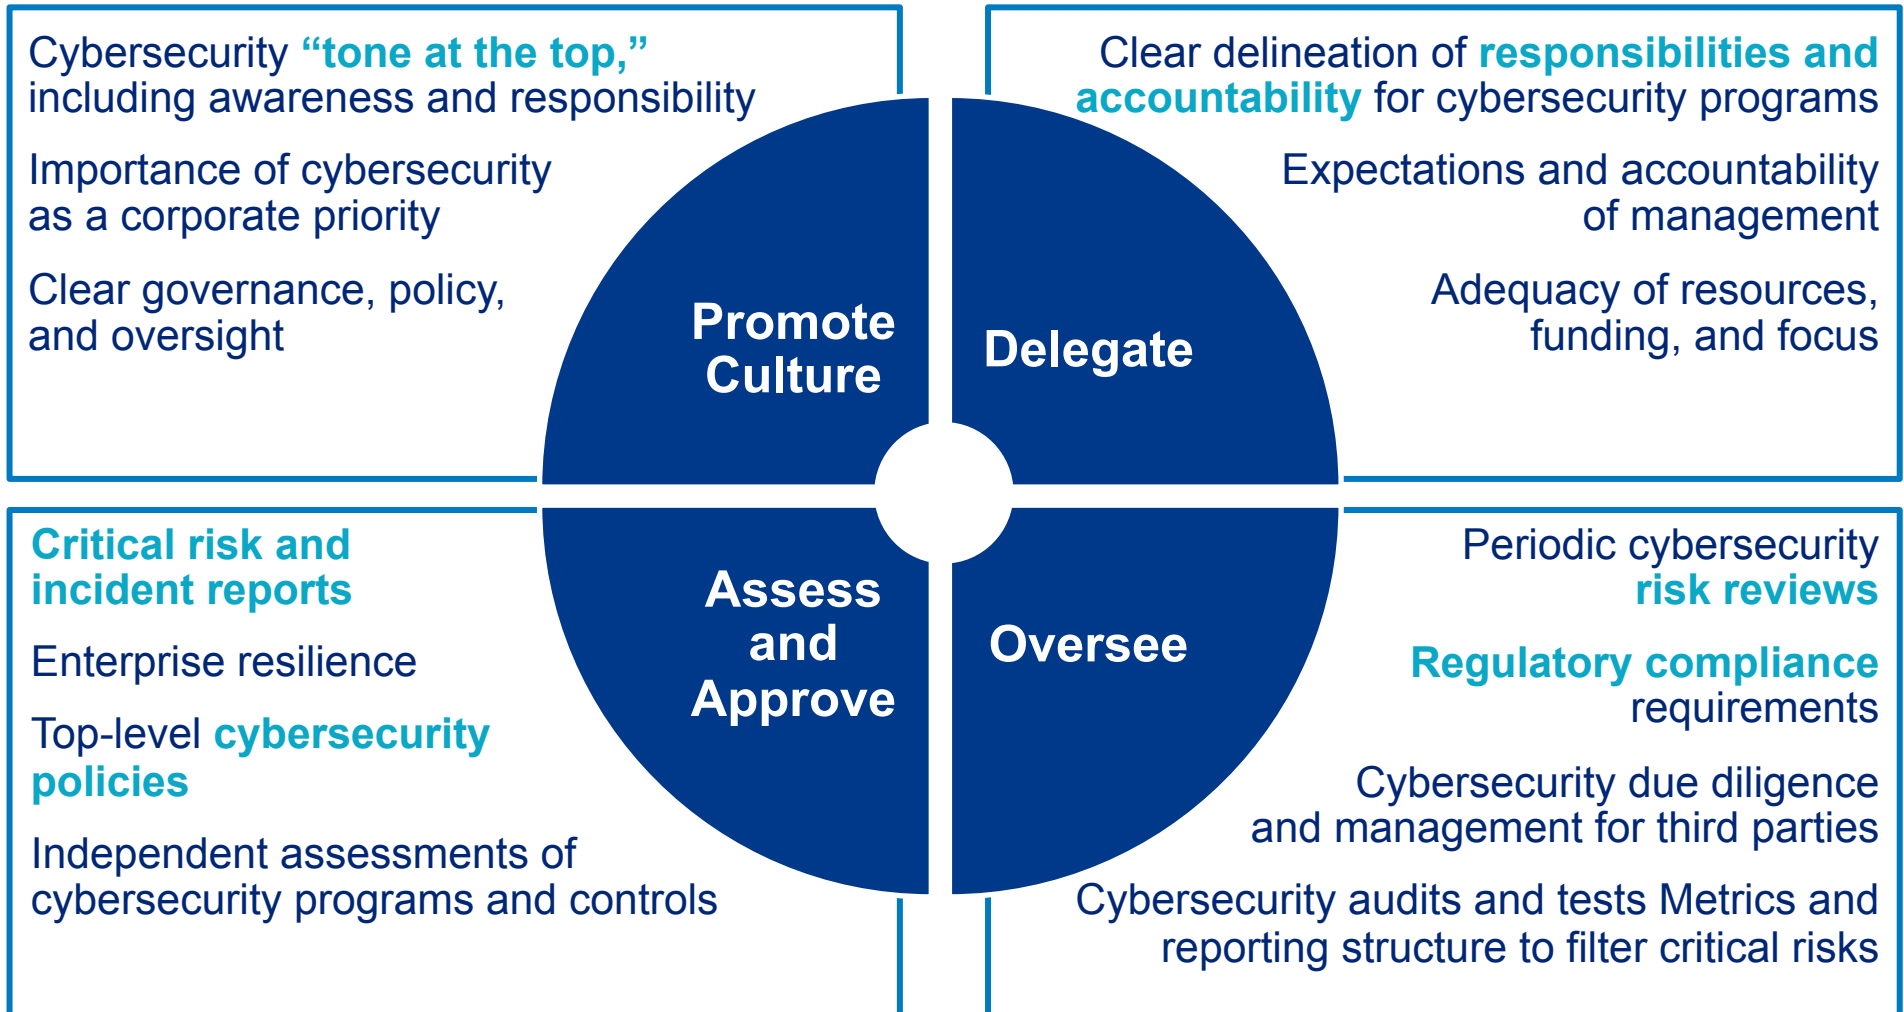 Cybersecurity “tone at the top,”
including awareness and responsibility
Importance of cybersecurity
as a corporate priority
Clear governance, policy,
and oversight
Promote
Culture
Clear delineation of responsibilities and
accountability for cybersecurity programs
Expectations and accountability
of management
Adequacy of resources,
funding, and focus
Delegate
Critical risk and
incident reports
Enterprise resilience
Top-level cybersecurity
policies
Independent assessments of
cybersecurity programs and controls
Assess
and
Approve
Periodic cybersecurity
risk reviews
Regulatory compliance
requirements
Cybersecurity due diligence
and management for third parties
Cybersecurity audits and tests Metrics and
reporting structure to filter critical risks
Oversee